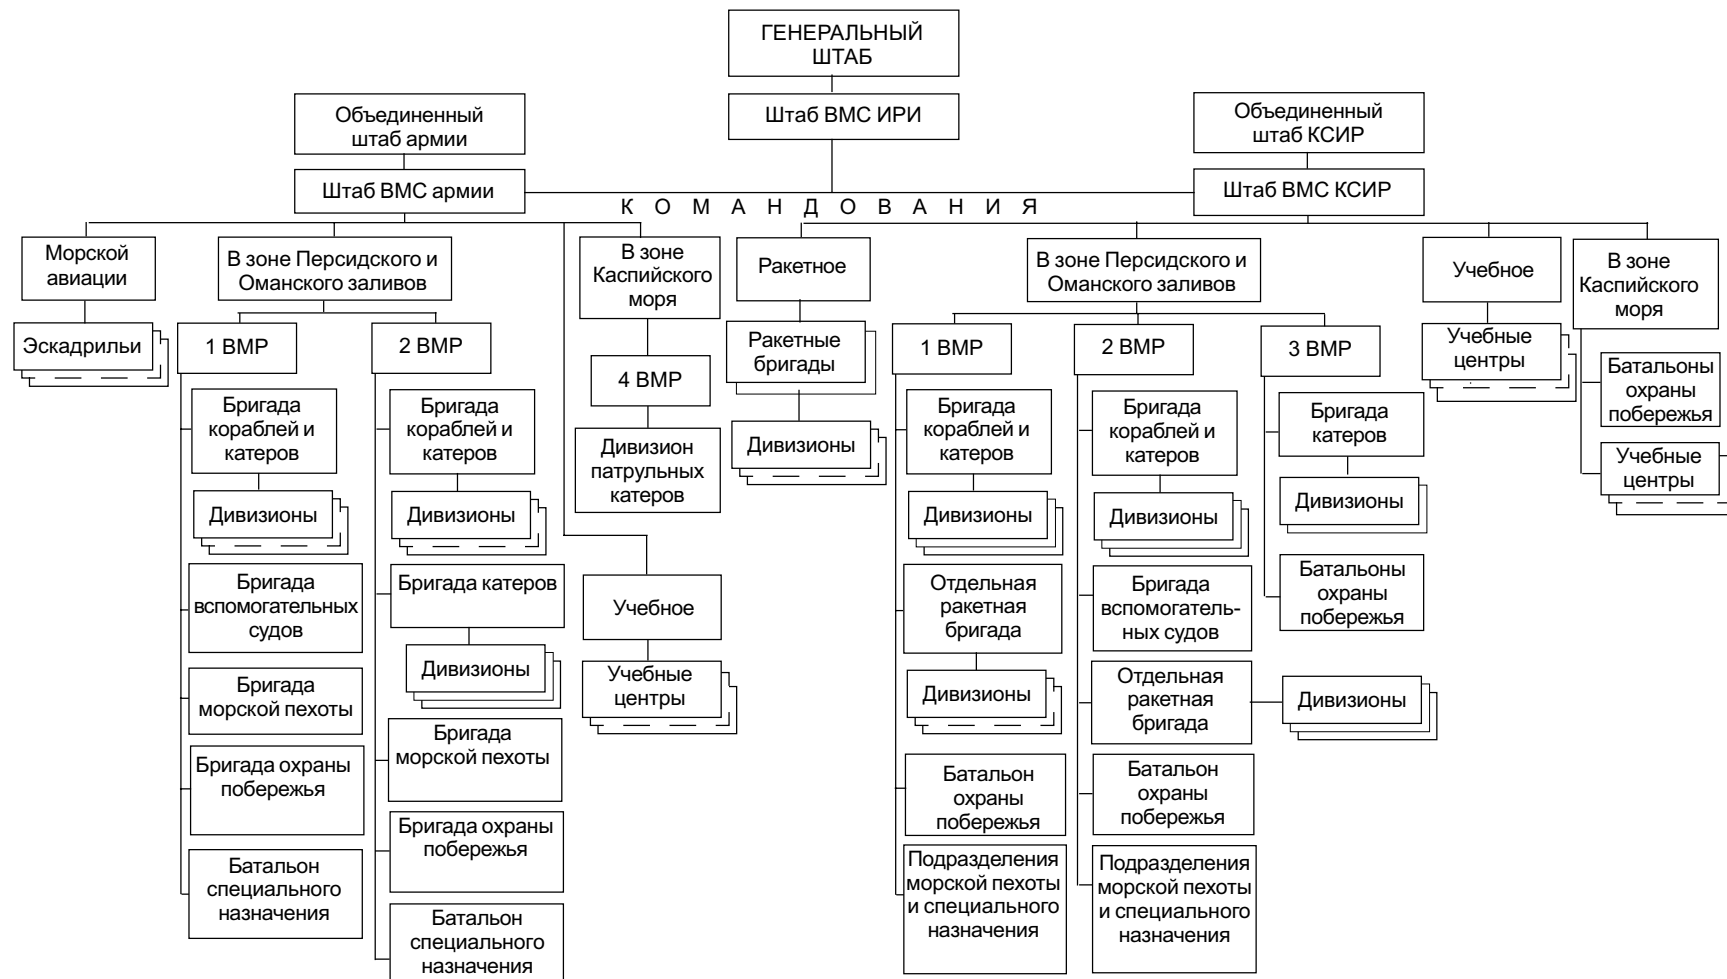 ГЕНЕРАЛЬНЫЙ
ШТАБ
Штаб ВМС ИРИ
Объединенный
штаб армии
Объединенный
штаб КСИР
Штаб ВМС армии
Штаб ВМС КСИР
К О М А Н Д О В А Н И Я
Морской
авиации
Эскадрильи
В зоне Персидского и
Оманского заливов
1 ВМР
Бригада
кораблей и
катеров
Дивизионы
Бригада
вспомогательных
судов
Бригада
морской пехоты
Бригада охраны
побережья
Батальон
специального
назначения
2 ВМР
Бригада
кораблей и
катеров
Дивизионы
Бригада катеров
Дивизионы
Бригада
морской пехоты
Бригада охраны
побережья
Батальон
специального
назначения
В зоне
Каспийского
моря
4 ВМР
Дивизион
патрульных
катеров
Учебное
Учебные
центры
Ракетное
Ракетные
бригады
Дивизионы
В зоне Персидского и
Оманского заливов
1 ВМР
Бригада
кораблей и
катеров
Дивизионы
Отдельная
ракетная
бригада
Дивизионы
Батальон
охраны
побережья
Подразделения
морской пехоты
и специального
назначения
2 ВМР
Бригада
кораблей и
катеров
Дивизионы
Бригада
вспомогатель-
ных судов
Отдельная
ракетная
бригада
Дивизионы
Батальон
охраны
побережья
Подразделения
морской пехоты
и специального
назначения
3 ВМР
Бригада
катеров
Дивизионы
Батальоны
охраны
побережья
Учебное
Учебные
центры
В зоне
Каспийского
моря
Батальоны
охраны
побережья
Учебные
центры